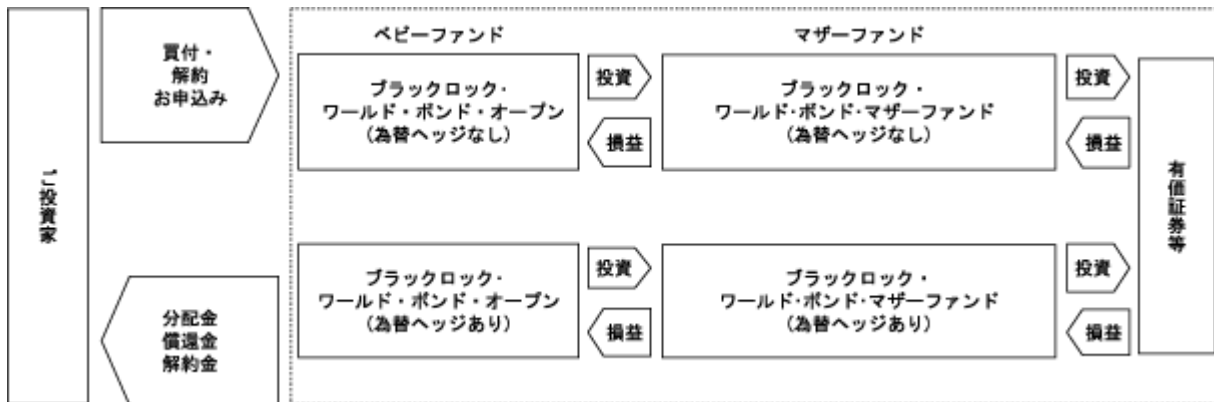 ご投資家
買付・
解約
お申込み
分配金
償還金
解約金
ベビーファンド
マザーファンド
ブラックロック・
ワールド・ボンド・オープン
(為替ヘッジなし)
投資
損益
ブラックロック・
ワールド・ボンド・マザーファンド
(為替ヘッジなし)
投資
損益
ブラックロック・
ワールド・ボンド・オープン
(為替ヘッジあり)
投資
損益
ブラックロック・
ワールド・ボンド・マザーファンド
(為替ヘッジあり)
投資
損益
有価証券等